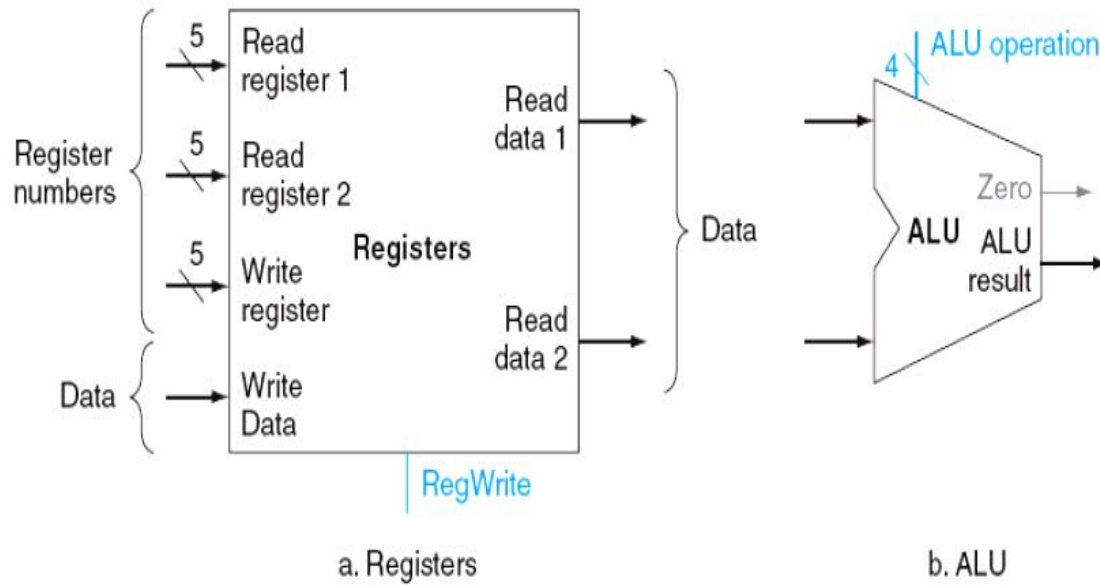 Register
numbers
Data
5
Read
register 1
5
Read
register 2
5
Write
register
Write
Data
Registers
Read
data 1
Read
data 2
RegWrite
Data
4
ALU operation
Zero
ALU
ALU
result
a. Registers
b. ALU